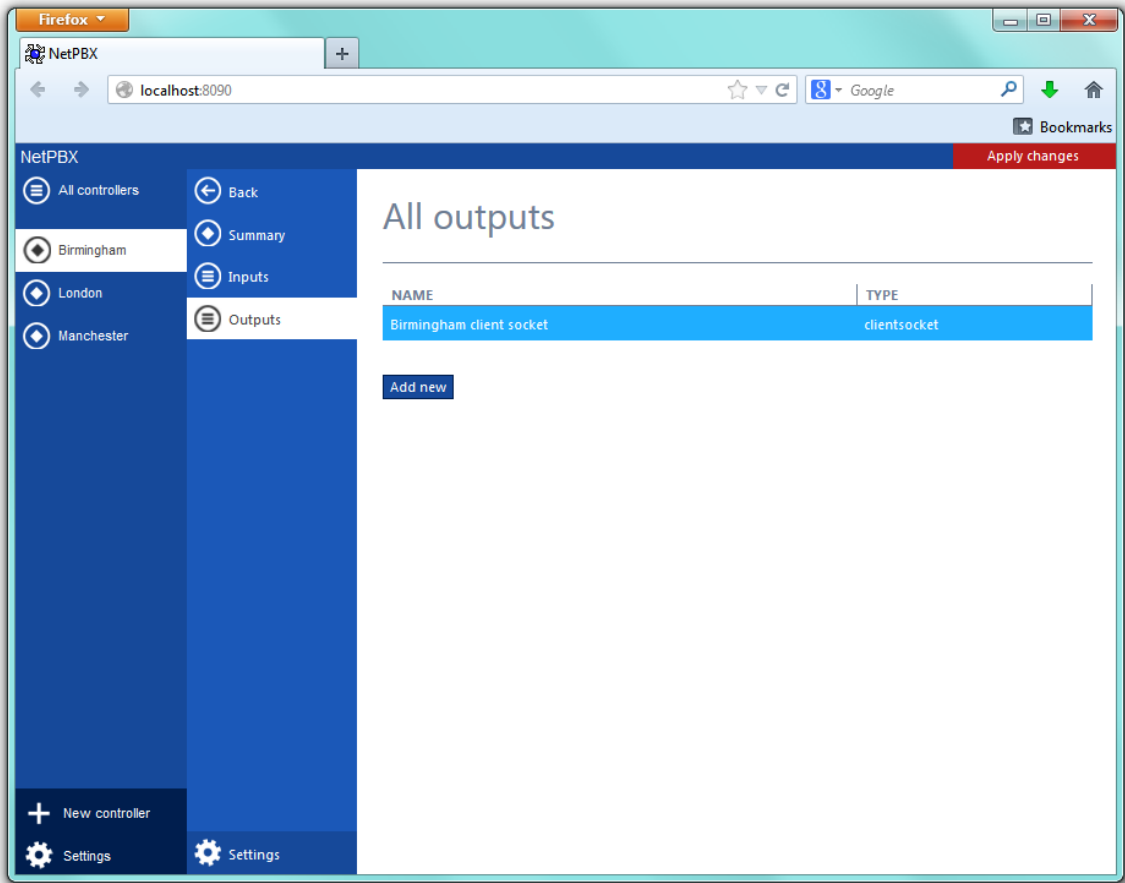 Firefox
NetPBX
localhost:8090
Google
Bookmarks
NetPBX
Apply changes
All controllers
Birmingham
London
Manchester
New controller
Settings
Back
Summary
Inputs
Outputs
Settings
All outputs
NAME TYPE
Birmingham client socket clientsocket
Add new